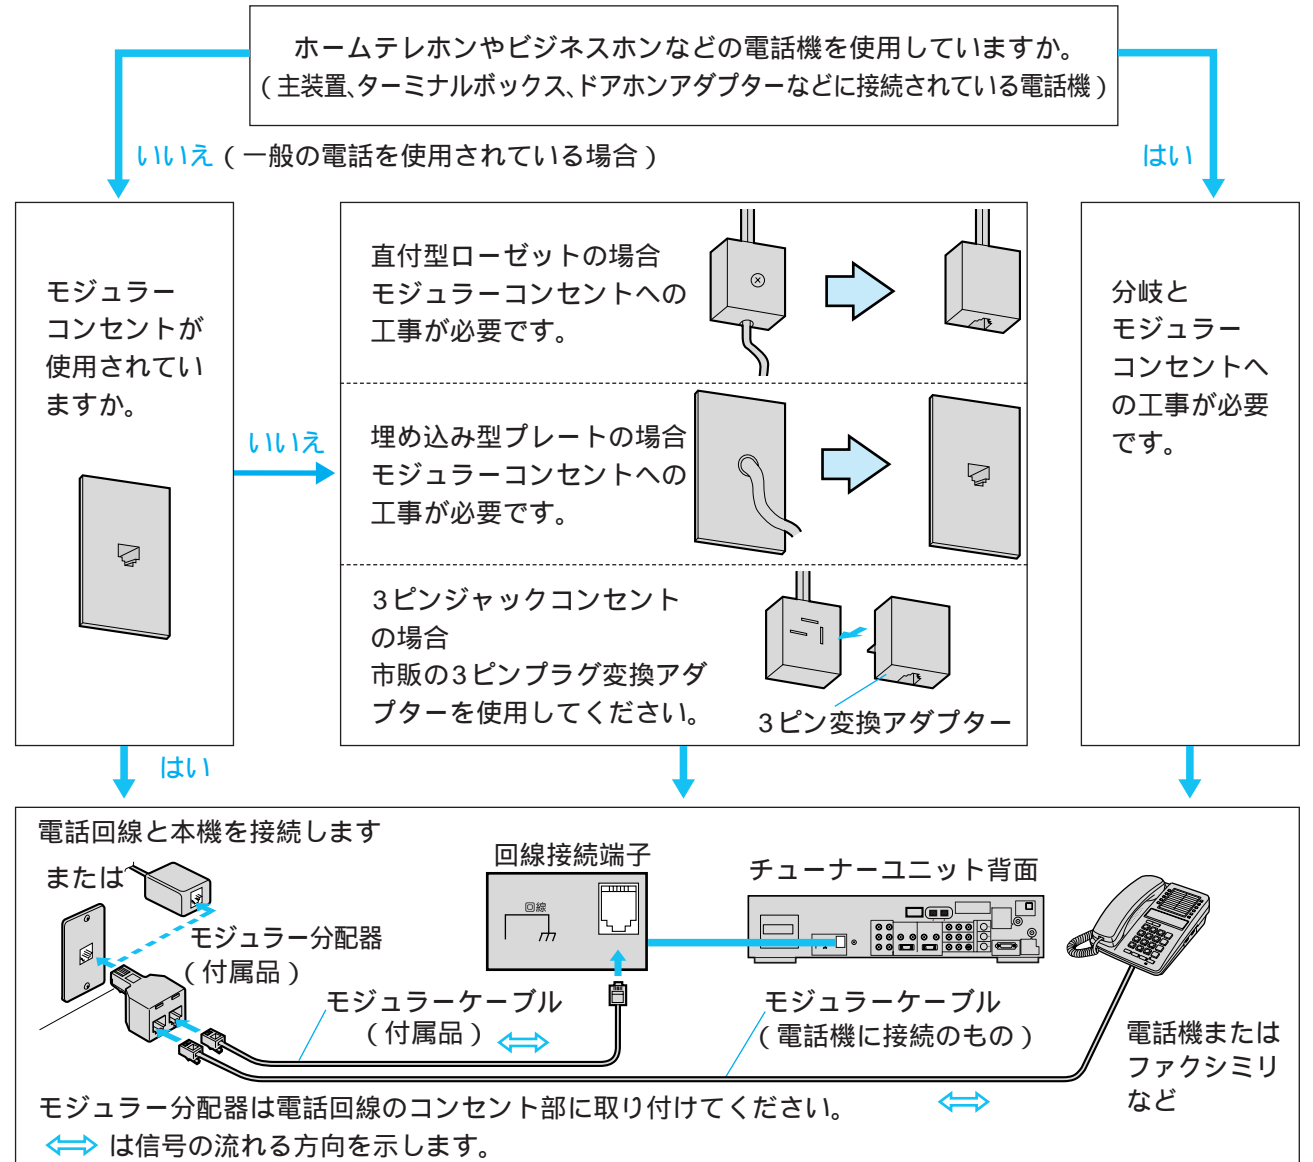 ホームテレホンやビジネスホンなどの電話機を使用していますか。
(主装置、ターミナルボックス、ドアホンアダプターなどに接続されている電話機)
いいえ(一般の電話を使用されている場合)
はい
モジュラー
コンセントが
使用されてい
ますか。
いいえ
直付型ローゼットの場合
モジュラーコンセントへの
工事が必要です。
埋め込み型プレートの場合
モジュラーコンセントへの
工事が必要です。
3ピンジャックコンセント
の場合
市販の3ピンプラグ変換アダ
プターを使用してください。
3ピン変換アダプター
分岐と
モジュラー
コンセントへ
の工事が必要
です。
はい
電話回線と本機を接続します
または
モジュラー分配器
(付属品)
回線接続端子
回線
チューナーユニット背面
モジュラーケーブル
(付属品)
モジュラーケーブル
(電話機に接続のもの)
電話機または
ファクシミリ
など
モジュラー分配器は電話回線のコンセント部に取り付けてください。
⇔は信号の流れる方向を示します。